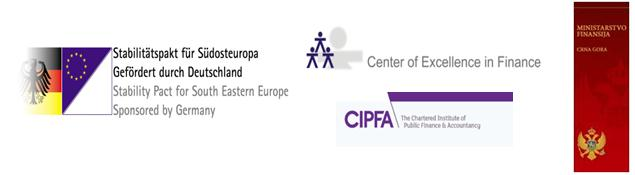 Stabilitätspakt für Südosteuropa
Gefördert durch Deutschland
Stability Pact for South Eastern Europe
Sponsored by Germany
Center of Excellence in Finance
CIPFA
The Chartered Institute of
Public Finance & Accountancy
MINISTARSTVO
FINANSIJA
CRNA GORA